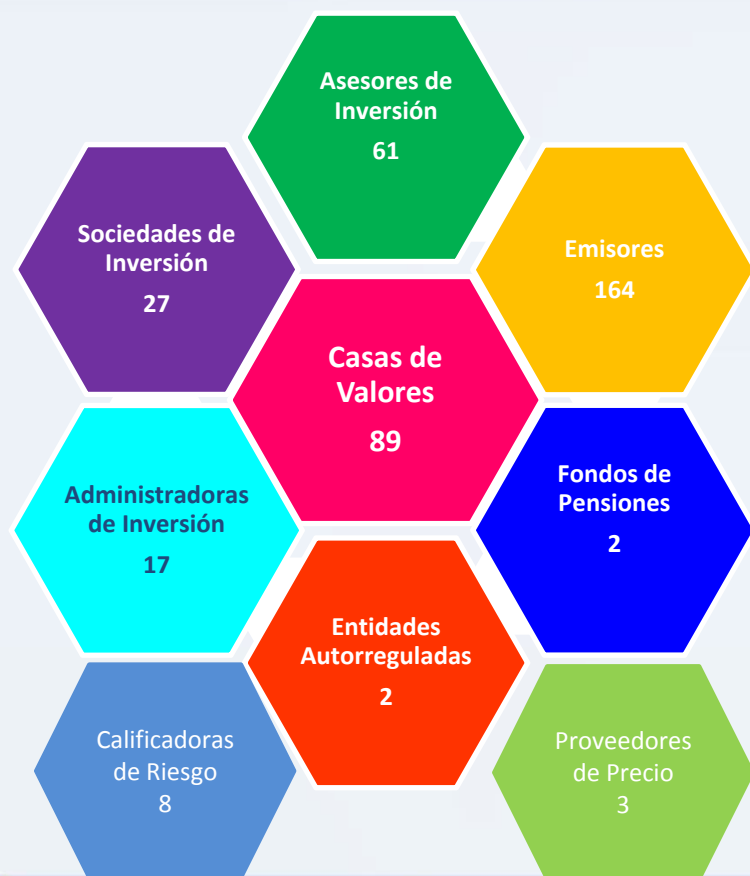 Asesores de
Inversión
61
Sociedades de
Inversión
27
Emisores
164
Casas de
Valores
89
Administradoras
de Inversión
17
Fondos de
Pensiones
2
Entidades
Autorreguladas
2
Calificadoras
de Riesgo
8
Proveedores
de Precio
3